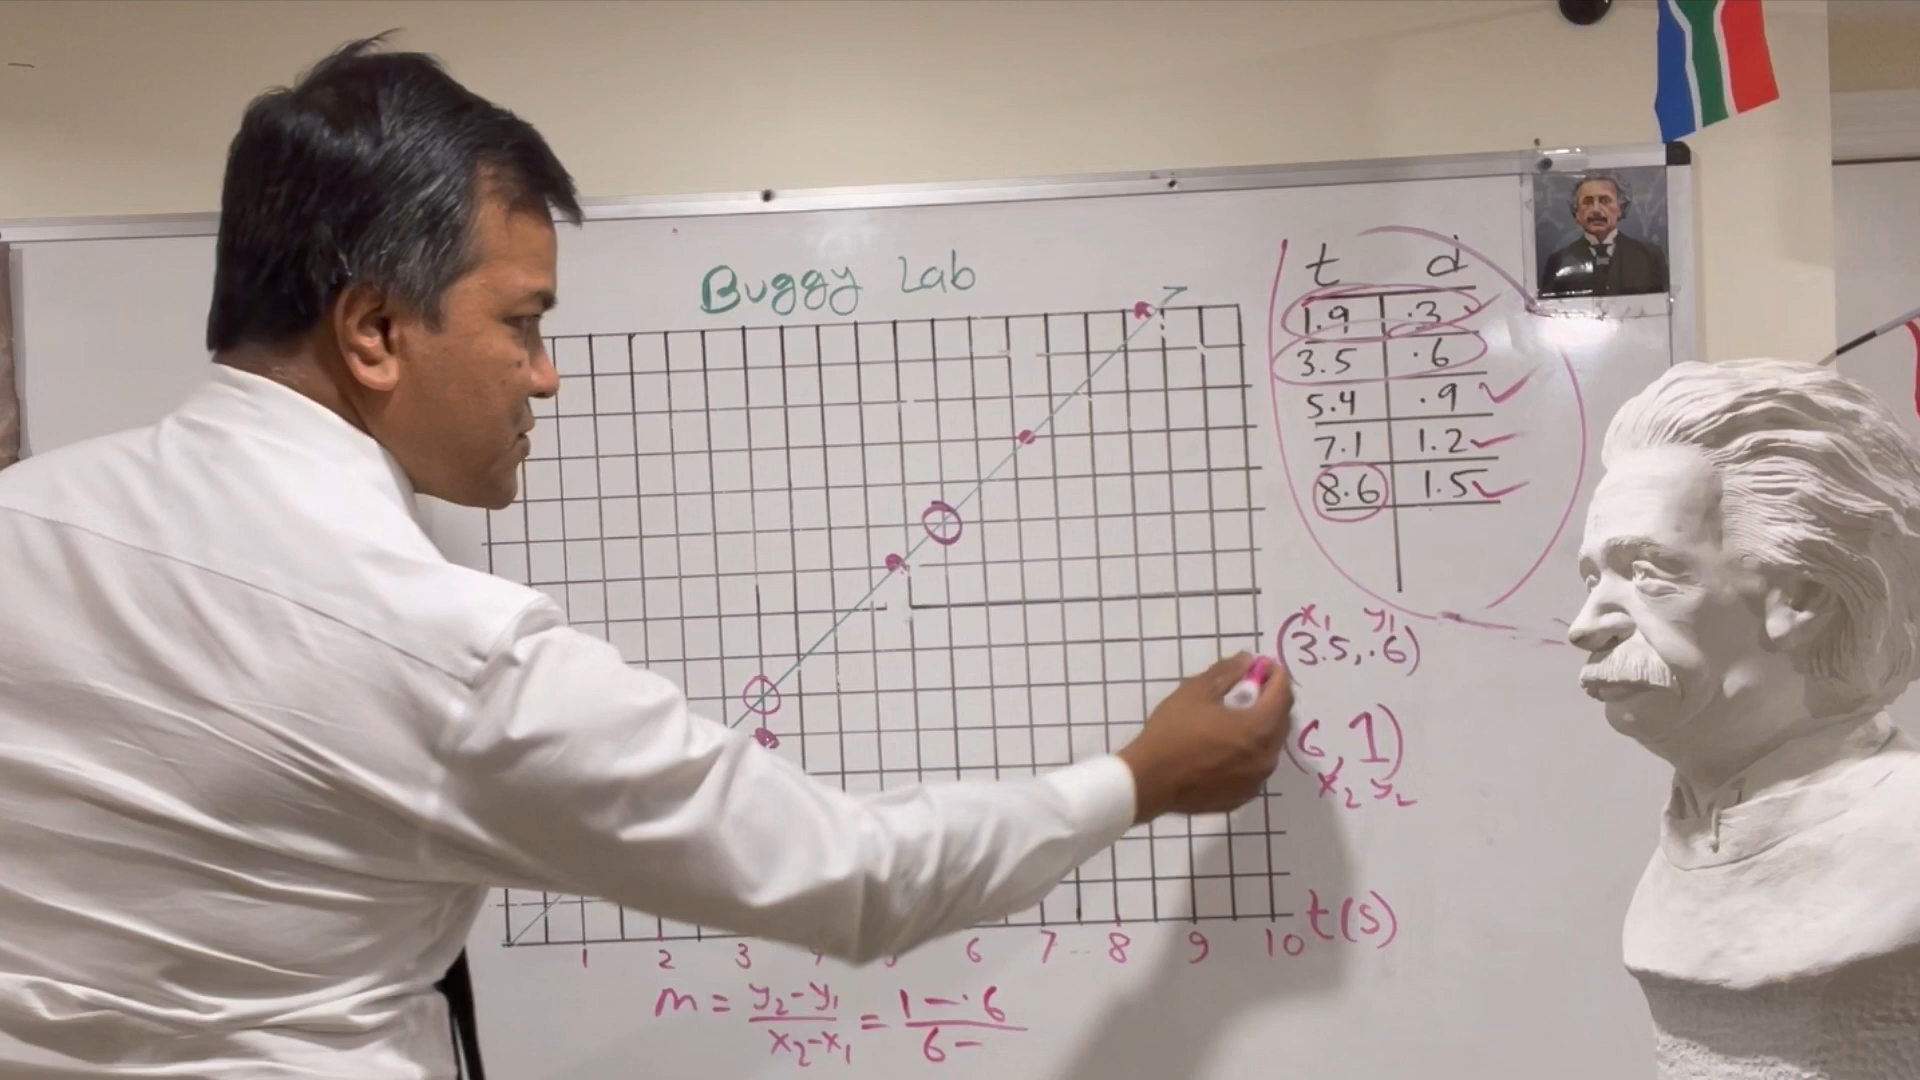 Buggy Lab
t d
1.9 .3
3.5 .6
5.4 .9
7.1 1.2
8.6 1.5
x₁ y₁
(3.5, .6)
(6, 1)
x₂ y₂
t(s)
1 2 3 6 7 8 9 10
m = y₂-y₁ / x₂-x₁ = 1-.6 / 6-